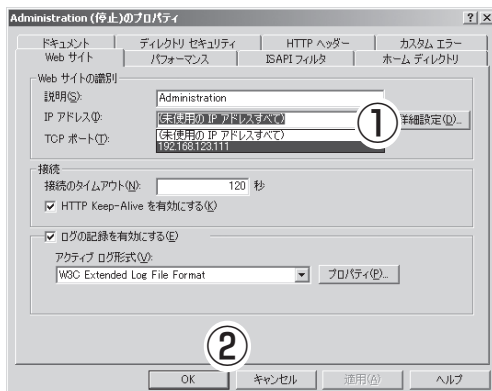 Administration (停止)のプロパティ
ドキュメント ディレクトリ セキュリティ HTTP ヘッダー カスタム エラー
Web サイト パフォーマンス ISAPI フィルタ ホーム ディレクトリ
Web サイトの識別
説明(S): Administration
IP アドレス(I): (未使用の IP アドレスすべて) ① 詳細設定(D)...
TCP ポート(T): (未使用の IP アドレスすべて)
192.168.123.111
接続
接続のタイムアウト(N): 120 秒
HTTP Keep-Alive を有効にする(K)
ログの記録を有効にする(E)
アクティブ ログ形式(V):
W3C Extended Log File Format プロパティ(P)...
②
OK キャンセル 適用(A) ヘルプ